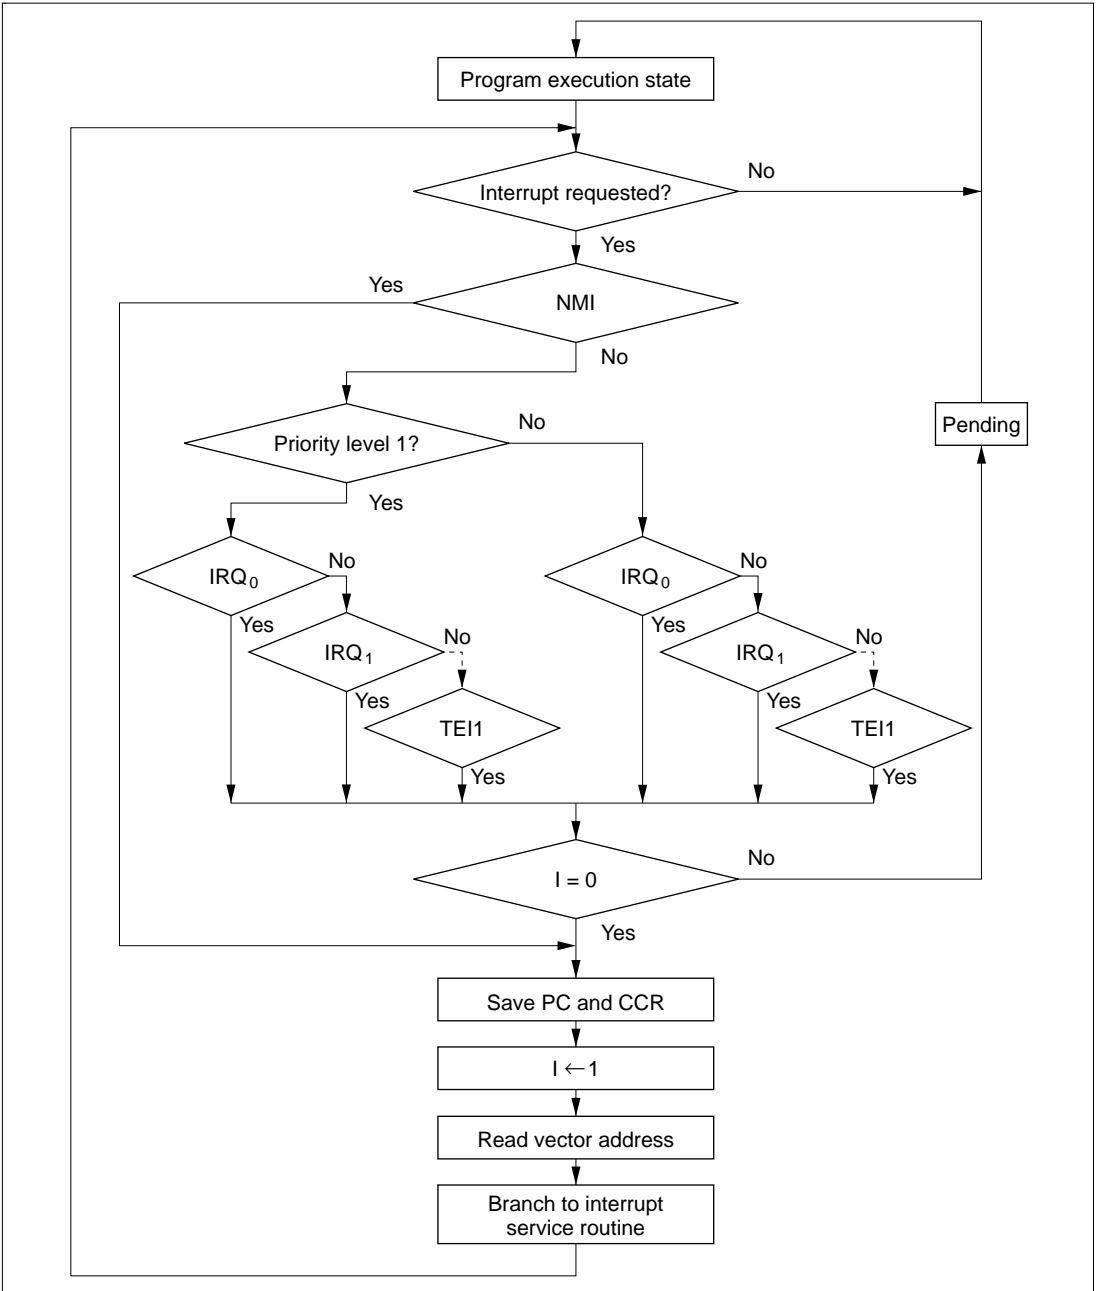 Program execution state
Interrupt requested?
No
Yes
Yes
NMI
No
Pending
Priority level 1?
No
Yes
IRQ0
No
Yes
IRQ1
No
Yes
TEI1
Yes
IRQ0
No
Yes
IRQ1
No
Yes
TEI1
Yes
I = 0
No
Yes
Save PC and CCR
I ← 1
Read vector address
Branch to interrupt
service routine